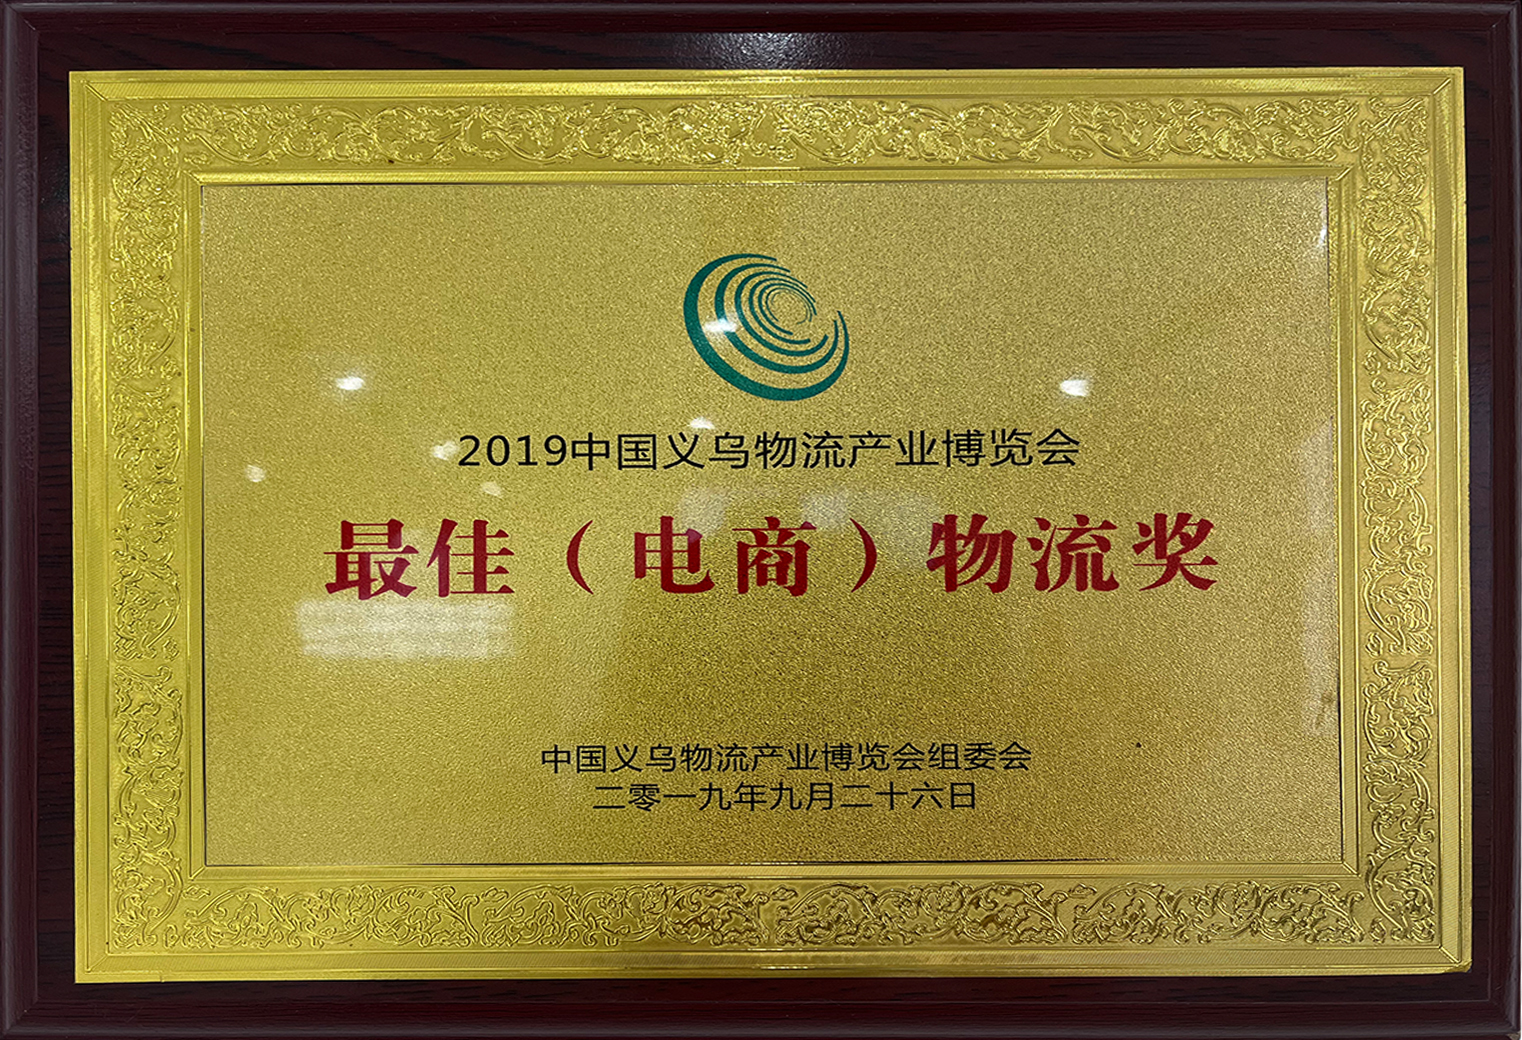 2019中国义乌物流产业博览会
最佳（电商）物流奖
中国义乌物流产业博览会组委会
二零一九年九月二十六日